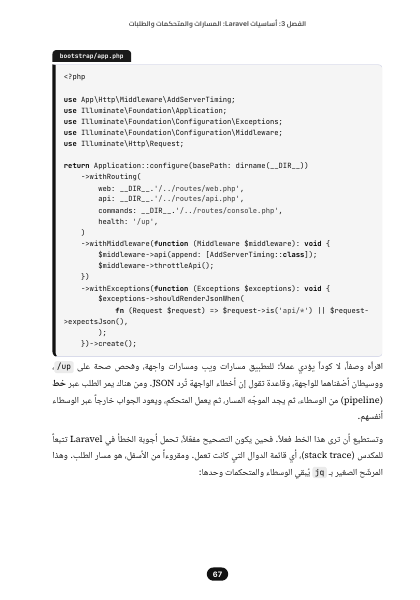 الفصل 3: أساسيات Laravel: المسارات والمتحكمات والطلبات
bootstrap/app.php
<?php
use App\Http\Middleware\AddServerTiming;
use Illuminate\Foundation\Application;
use Illuminate\Foundation\Configuration\Exceptions;
use Illuminate\Foundation\Configuration\Middleware;
use Illuminate\Http\Request;
return Application::configure(basePath: dirname(__DIR__))
->withRouting(
web: __DIR__.'/../routes/web.php',
api: __DIR__.'/../routes/api.php',
commands: __DIR__.'/../routes/console.php',
health: '/up',
)
->withMiddleware(function (Middleware $middleware): void {
$middleware->api(append: [AddServerTiming::class]);
$middleware->throttleApi();
})
->withExceptions(function (Exceptions $exceptions): void {
$exceptions->shouldRenderJsonWhen(
fn (Request $request) => $request->is('api/*') || $request-
>expectsJson(),
);
})->create();
اقرأه وصفاً، لا كوداً يؤدي عملاً: للتطبيق مسارات ويب ومسارات واجهة، وفحص صحة على /up،
ووسيطان أضفناهما للواجهة، وقاعدة تقول إن أخطاء الواجهة تُرد JSON. ومن هناك يمر الطلب عبر خط
(pipeline) من الوسطاء، ثم يجد الموجّه المسار، ثم يعمل المتحكم، ويعود الجواب خارجاً عبر الوسطاء
أنفسهم.
وتستطيع أن ترى هذا الخط فعلاً. فحين يكون التصحيح مفعّلاً، تحمل أجوبة الخطأ في Laravel تتبعاً
للمكدس (stack trace)، أي قائمة الدوال التي كانت تعمل. ومقروءاً من الأسفل، هو مسار الطلب. وهذا
المرشّح الصغير بـ jq يُبقي الوسطاء والمتحكمات وحدها:
67